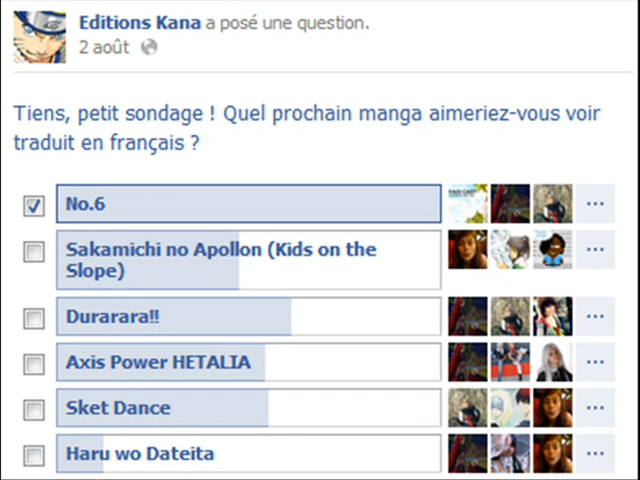 Editions Kana a posé une question.
2 août
Tiens, petit sondage ! Quel prochain manga aimeriez-vous voir
traduit en français ?
No.6
Sakamichi no Apollon (Kids on the
Slope)
Durarara!!
Axis Power HETALIA
Sket Dance
Haru wo Dateita